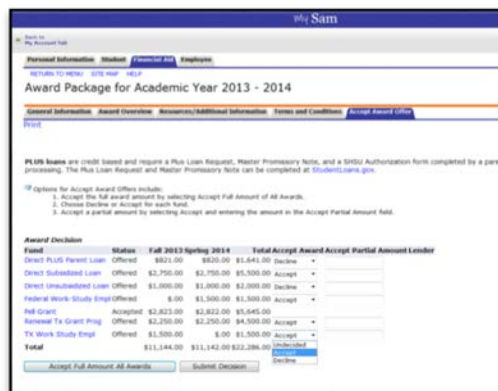 My Sam
Back to
My Account Tab
Personal Information Student Financial Aid Employee
RETURN TO MENU SITE MAP HELP
Award Package for Academic Year 2013 - 2014
General Information Award Overview Resources/Additional Information Terms and Conditions Accept Award Offer
Print
PLUS loans are credit based and require a Plus Loan Request, Master Promissory Note, and a SHSU Authorization form completed by a pare
processing. The Plus Loan Request and Master Promissory Note can be completed at StudentLoans.gov.
Options for Accept Award Offers include:
1. Accept the full award amount by selecting Accept Full Amount of All Awards.
2. Choose Decline or Accept for each fund.
3. Accept a partial amount by selecting Accept and entering the amount in the Accept Partial Amount field.
Award Decision
Fund Status Fall 2013 Spring 2014 Total Accept Award Accept Partial Amount Lender
Direct PLUS Parent Loan Offered $821.00 $820.00 $1,641.00 Decline
Direct Subsidized Loan Offered $2,750.00 $2,750.00 $5,500.00 Accept
Direct Unsubsidized Loan Offered $1,000.00 $1,000.00 $2,000.00 Decline
Federal Work-Study Empl Offered $.00 $1,500.00 $1,500.00 Accept
Pell Grant Accepted $2,823.00 $2,822.00 $5,645.00
Renewal Tx Grant Prog Offered $2,250.00 $2,250.00 $4,500.00 Accept
TX Work Study Empl Offered $1,500.00 $.00 $1,500.00 Accept
Total $11,144.00 $11,142.00 $22,286.00
Undecided
Accept
Decline
Accept Full Amount All Awards Submit Decision